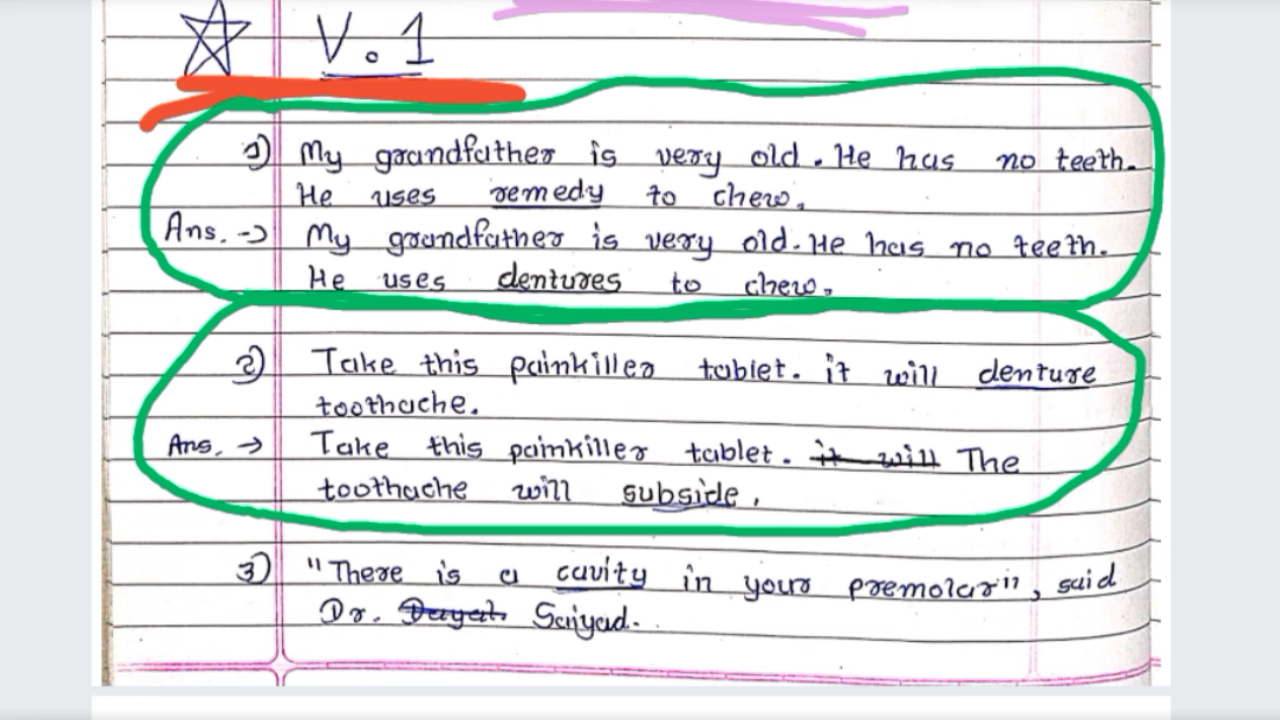 V. 1
1) My grandfather is very old. He has no teeth.
He uses remedy to chew.
Ans. → My grandfather is very old. He has no teeth.
He uses dentures to chew.
2) Take this painkiller tablet. it will denture
toothache.
Ans. → Take this painkiller tablet. it will The
toothache will subside.
3) "There is a cavity in your premolar", said
Dr. Dayal. Saiyad.